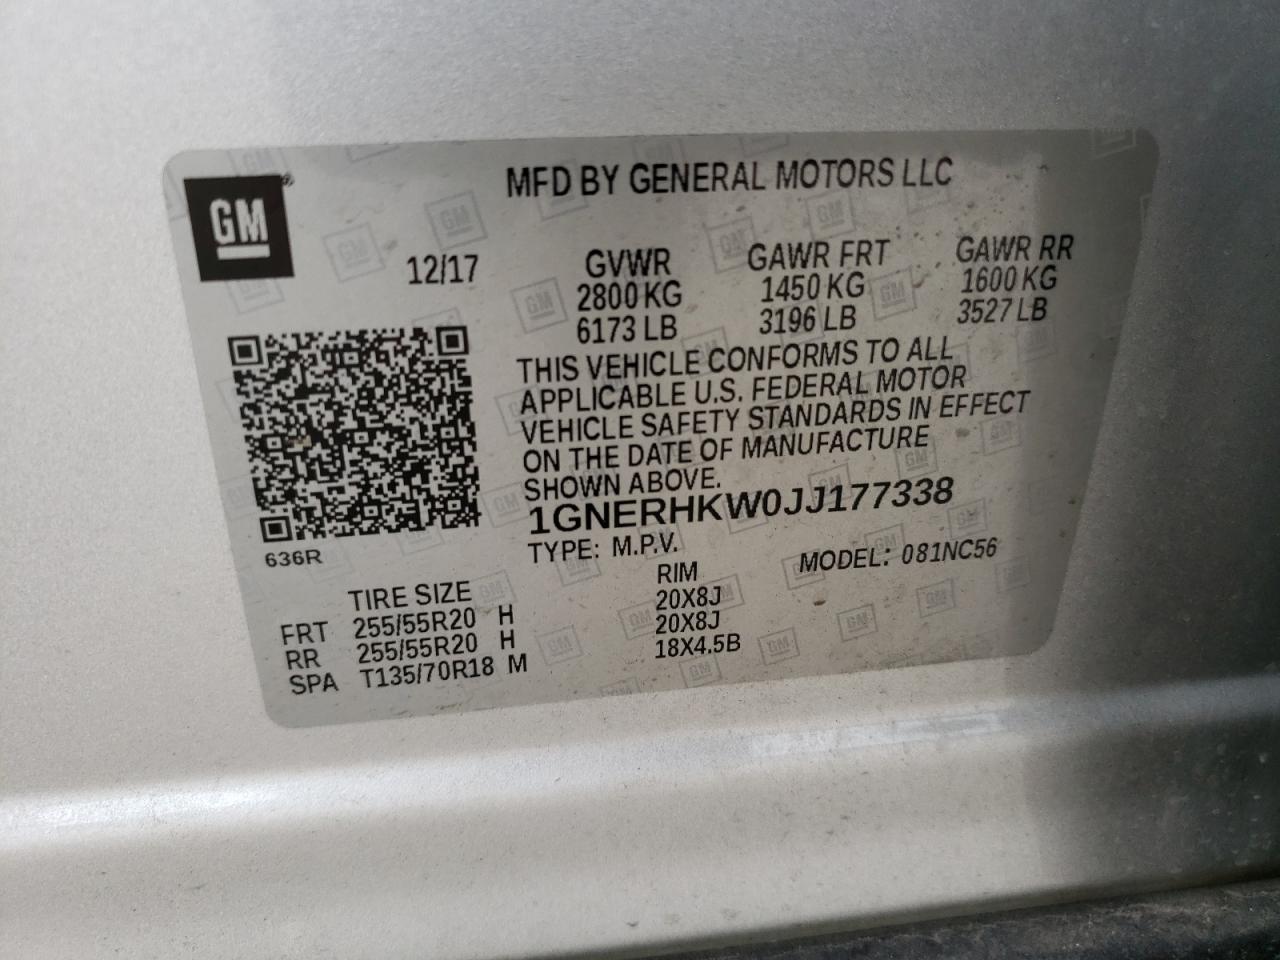 GM
MFD BY GENERAL MOTORS LLC
12/17
GVWR GAWR FRT GAWR RR
2800 KG 1450 KG 1600 KG
6173 LB 3196 LB 3527 LB
THIS VEHICLE CONFORMS TO ALL
APPLICABLE U.S. FEDERAL MOTOR
VEHICLE SAFETY STANDARDS IN EFFECT
ON THE DATE OF MANUFACTURE
SHOWN ABOVE.
1GNERHKW0JJ177338
TYPE: M.P.V. MODEL: 081NC56
636R
TIRE SIZE RIM
FRT 255/55R20 H 20X8J
RR 255/55R20 H 20X8J
SPA T135/70R18 M 18X4.5B